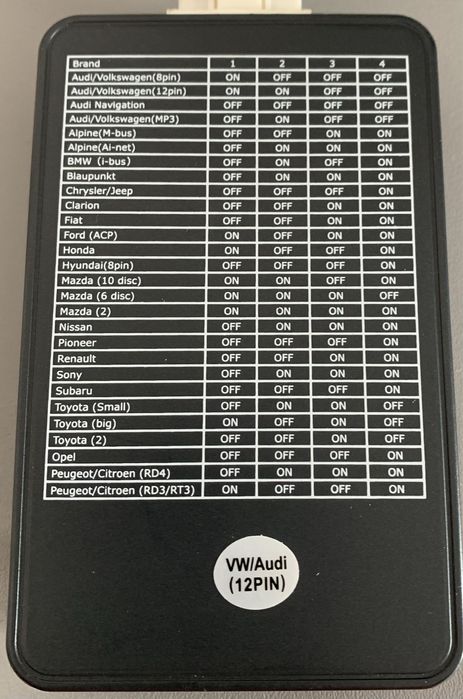 Brand 1 2 3 4
Audi/Volkswagen(8pin) ON OFF OFF OFF
Audi/Volkswagen(12pin) ON ON OFF OFF
Audi Navigation OFF OFF OFF OFF
Audi/Volkswagen(MP3) OFF ON OFF OFF
Alpine(M-bus) OFF OFF ON ON
Alpine(Ai-net) OFF ON ON ON
BMW (i-bus) OFF ON OFF ON
Blaupunkt OFF ON ON ON
Chrysler/Jeep OFF OFF OFF ON
Clarion OFF OFF ON ON
Fiat OFF OFF ON ON
Ford (ACP) ON OFF ON ON
Honda ON OFF OFF ON
Hyundai(8pin) OFF OFF OFF ON
Mazda (10 disc) ON ON OFF ON
Mazda (6 disc) ON ON ON OFF
Mazda (2) ON ON ON ON
Nissan OFF ON ON ON
Pioneer OFF OFF OFF ON
Renault OFF OFF ON ON
Sony OFF ON ON ON
Subaru OFF OFF OFF ON
Toyota (Small) OFF ON ON OFF
Toyota (big) ON OFF ON OFF
Toyota (2) OFF OFF ON OFF
Opel OFF OFF OFF ON
Peugeot/Citroen (RD4) OFF ON ON ON
Peugeot/Citroen (RD3/RT3) ON OFF OFF ON
VW/Audi
(12PIN)